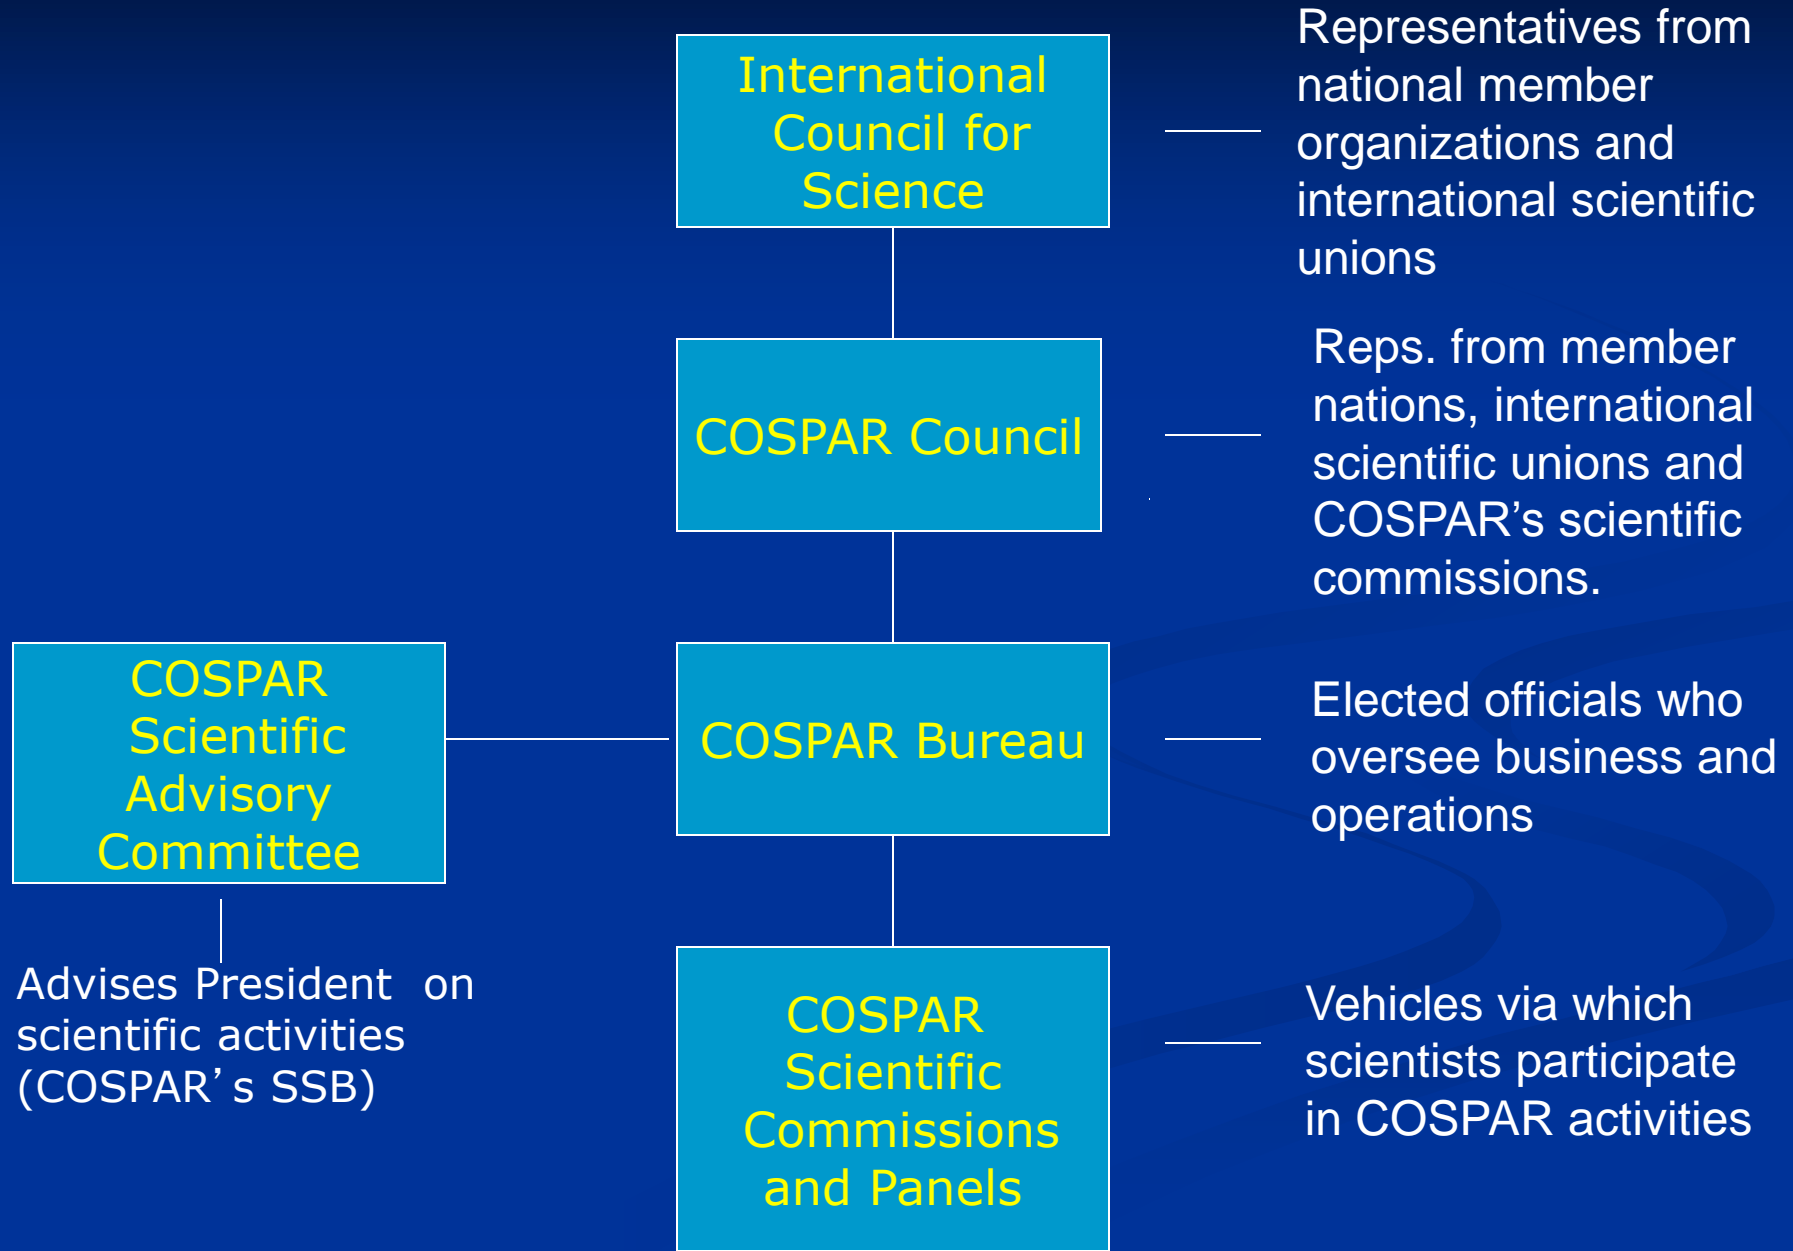 International
Council for
Science
Representatives from
national member
organizations and
international scientific
unions
COSPAR Council
Reps. from member
nations, international
scientific unions and
COSPAR’s scientific
commissions.
COSPAR
Scientific
Advisory
Committee
COSPAR Bureau
Elected officials who
oversee business and
operations
Advises President  on
scientific activities
(COSPAR’s SSB)
COSPAR
Scientific
Commissions
and Panels
Vehicles via which
scientists participate
in COSPAR activities